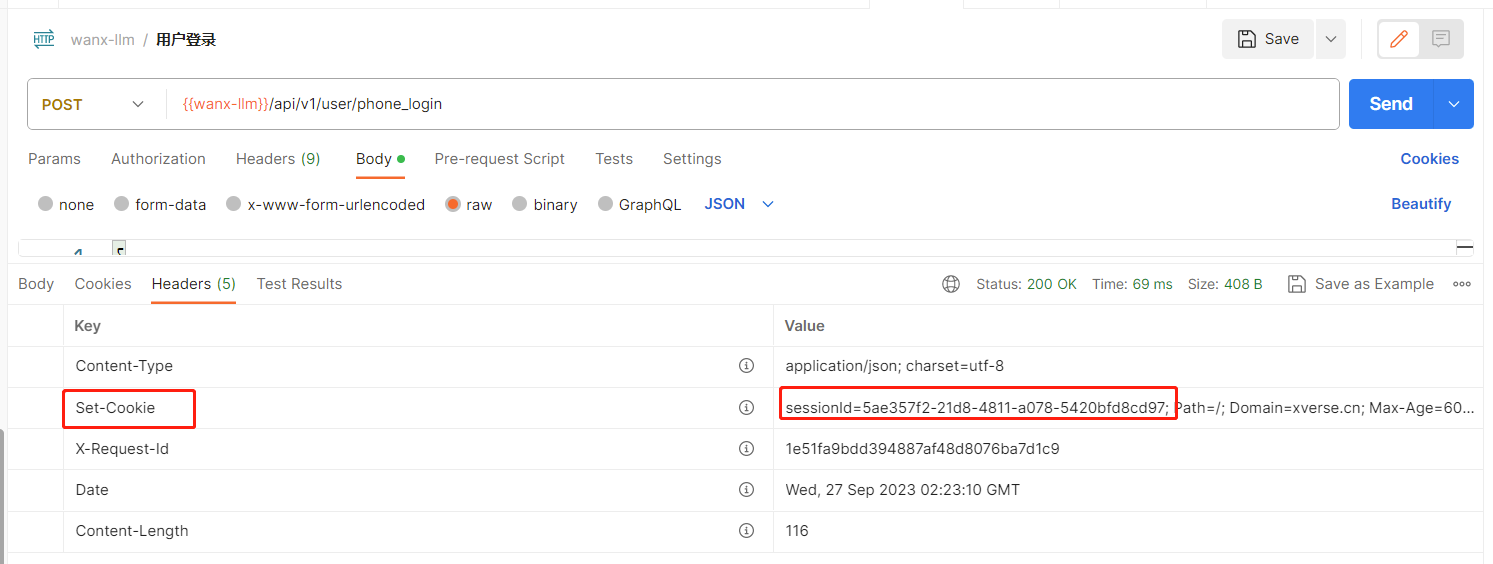 HTTP wanx-llm / 用户登录 Save
POST {{wanx-llm}}/api/v1/user/phone_login Send
Params Authorization Headers (9) Body Pre-request Script Tests Settings Cookies
none form-data x-www-form-urlencoded raw binary GraphQL JSON Beautify
Body Cookies Headers (5) Test Results Status: 200 OK Time: 69 ms Size: 408 B Save as Example
Key Value
Content-Type application/json; charset=utf-8
Set-Cookie sessionId=5ae357f2-21d8-4811-a078-5420bfd8cd97; Path=/; Domain=xverse.cn; Max-Age=60...
X-Request-Id 1e51fa9bdd394887af48d8076ba7d1c9
Date Wed, 27 Sep 2023 02:23:10 GMT
Content-Length 116